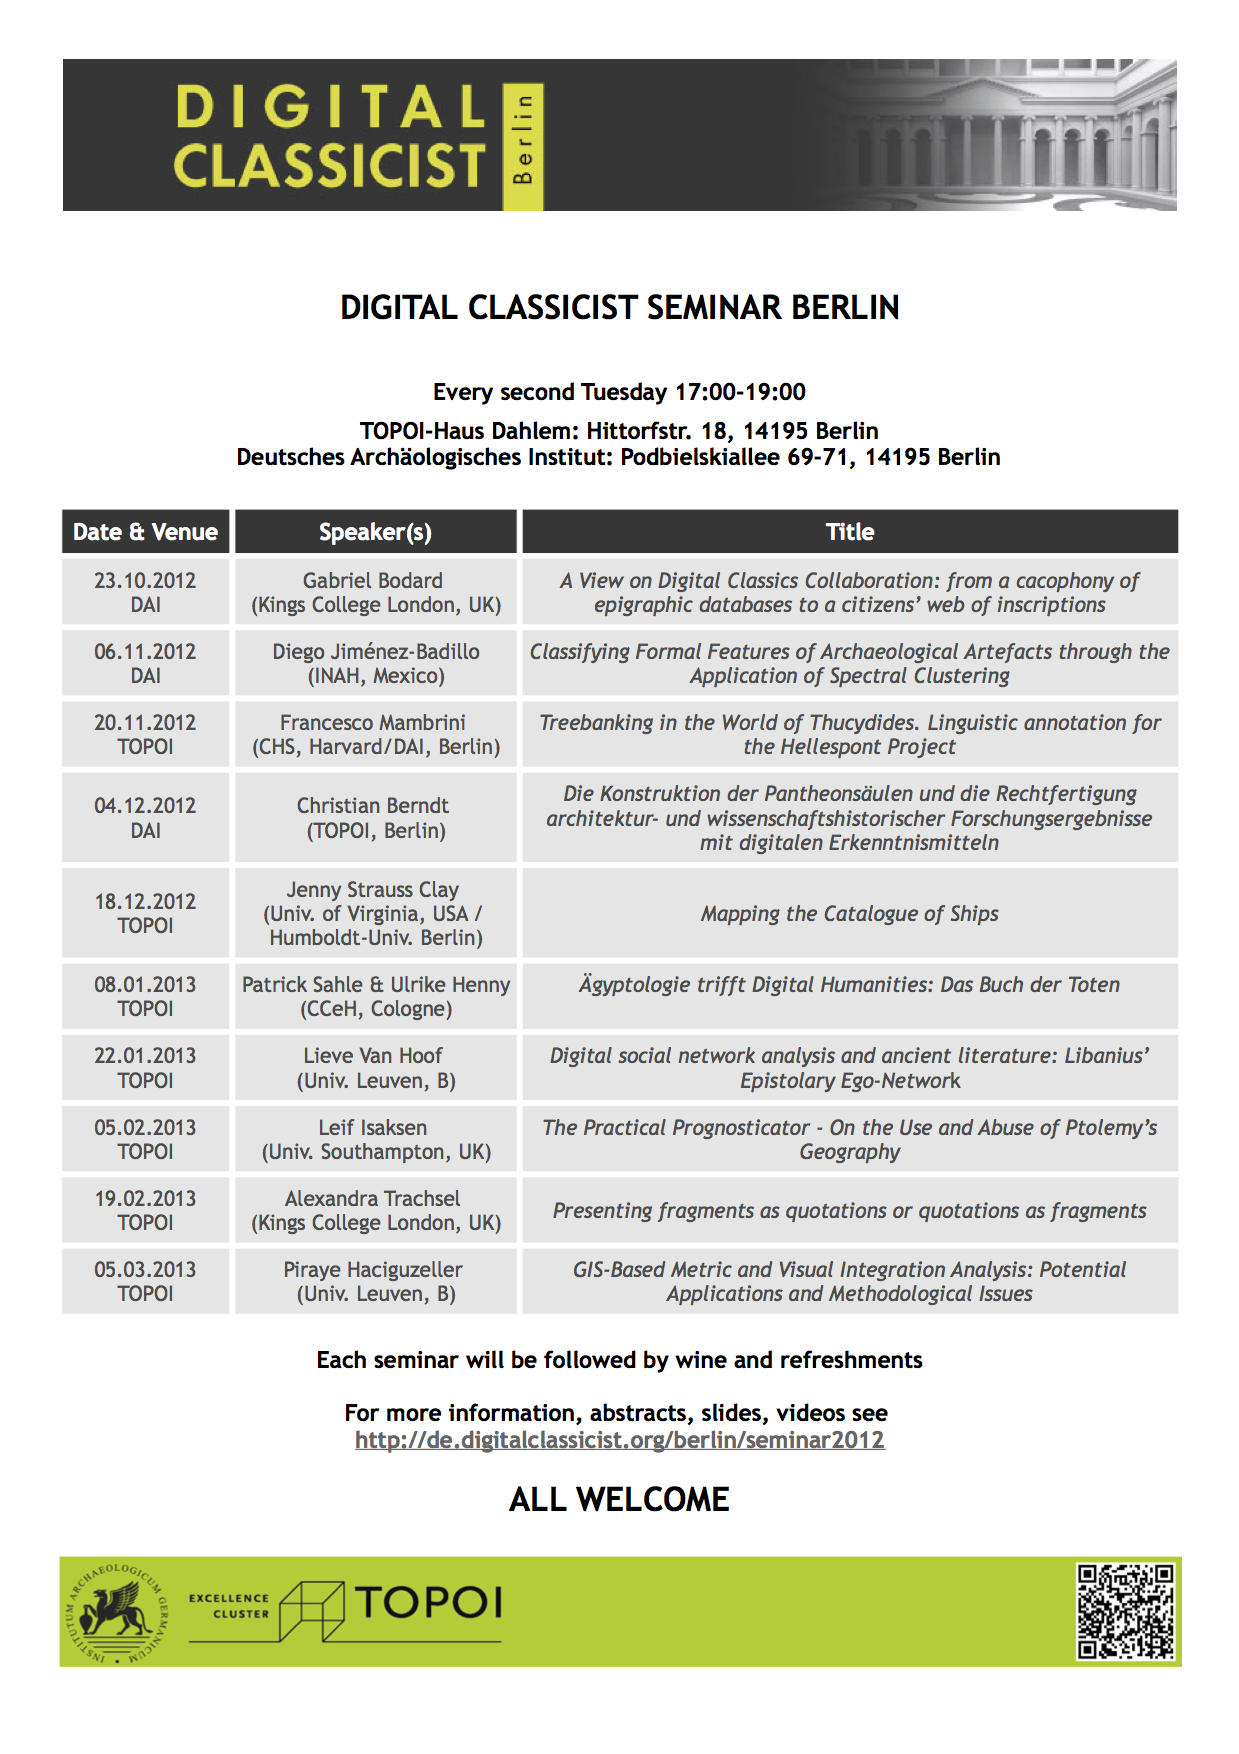 DIGITAL
CLASSICIST
Berlin
DIGITAL CLASSICIST SEMINAR BERLIN
Every second Tuesday 17:00-19:00
TOPOI-Haus Dahlem: Hittorfstr. 18, 14195 Berlin
Deutsches Archäologisches Institut: Podbielskiallee 69-71, 14195 Berlin
Date & Venue Speaker(s) Title
23.10.2012
DAI
Gabriel Bodard
(Kings College London, UK)
A View on Digital Classics Collaboration: from a cacophony of
epigraphic databases to a citizens’ web of inscriptions
06.11.2012
DAI
Diego Jiménez-Badillo
(INAH, Mexico)
Classifying Formal Features of Archaeological Artefacts through the
Application of Spectral Clustering
20.11.2012
TOPOI
Francesco Mambrini
(CHS, Harvard/DAI, Berlin)
Treebanking in the World of Thucydides. Linguistic annotation for
the Hellespont Project
04.12.2012
DAI
Christian Berndt
(TOPOI, Berlin)
Die Konstruktion der Pantheonsäulen und die Rechtfertigung
architektur- und wissenschaftshistorischer Forschungsergebnisse
mit digitalen Erkenntnismitteln
18.12.2012
TOPOI
Jenny Strauss Clay
(Univ. of Virginia, USA /
Humboldt-Univ. Berlin)
Mapping the Catalogue of Ships
08.01.2013
TOPOI
Patrick Sahle & Ulrike Henny
(CCeH, Cologne)
Ägyptologie trifft Digital Humanities: Das Buch der Toten
22.01.2013
TOPOI
Lieve Van Hoof
(Univ. Leuven, B)
Digital social network analysis and ancient literature: Libanius’
Epistolary Ego-Network
05.02.2013
TOPOI
Leif Isaksen
(Univ. Southampton, UK)
The Practical Prognosticator - On the Use and Abuse of Ptolemy’s
Geography
19.02.2013
TOPOI
Alexandra Trachsel
(Kings College London, UK)
Presenting fragments as quotations or quotations as fragments
05.03.2013
TOPOI
Piraye Haciguzeller
(Univ. Leuven, B)
GIS-Based Metric and Visual Integration Analysis: Potential
Applications and Methodological Issues
Each seminar will be followed by wine and refreshments
For more information, abstracts, slides, videos see
http://de.digitalclassicist.org/berlin/seminar2012
ALL WELCOME
INSTITUTUM ARCHAEOLOGICUM GERMANICUM
EXCELLENCE
CLUSTER
TOPOI